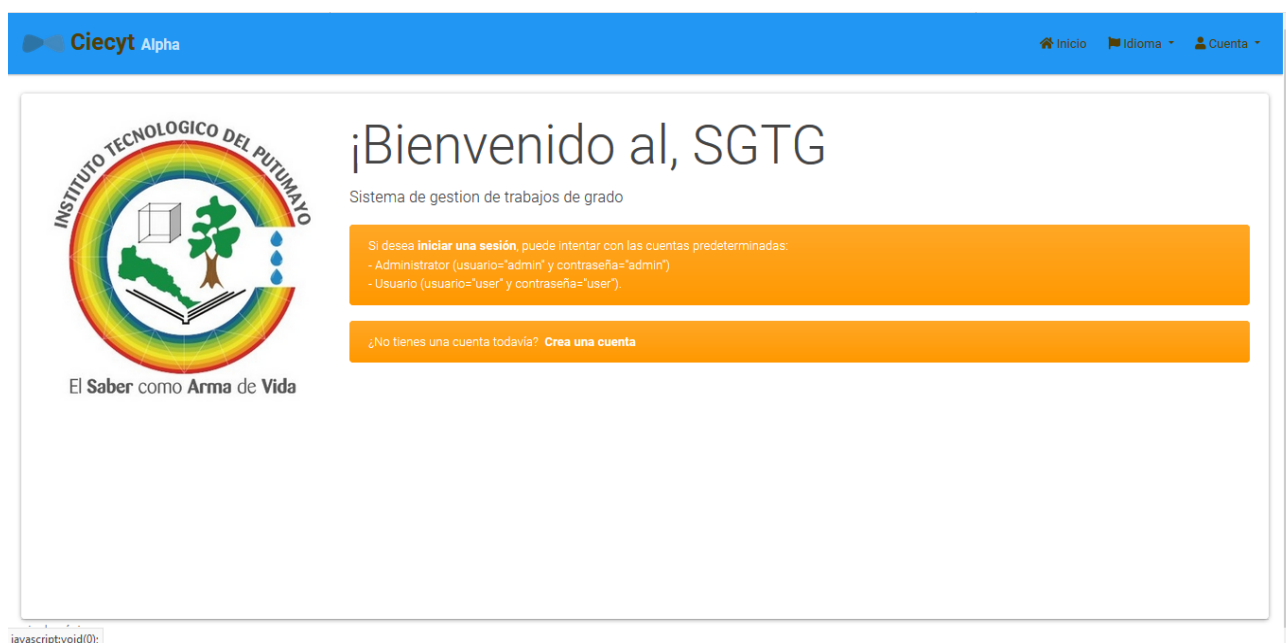 Ciecyt Alpha
Inicio
Idioma
Cuenta
INSTITUTO TECNOLOGICO DEL PUTUMAYO
El Saber como Arma de Vida
¡Bienvenido al, SGTG
Sistema de gestion de trabajos de grado
Si desea iniciar una sesión, puede intentar con las cuentas predeterminadas:
- Administrator (usuario="admin" y contraseña="admin")
- Usuario (usuario="user" y contraseña="user").
¿No tienes una cuenta todavía? Crea una cuenta
javascript:void(0);